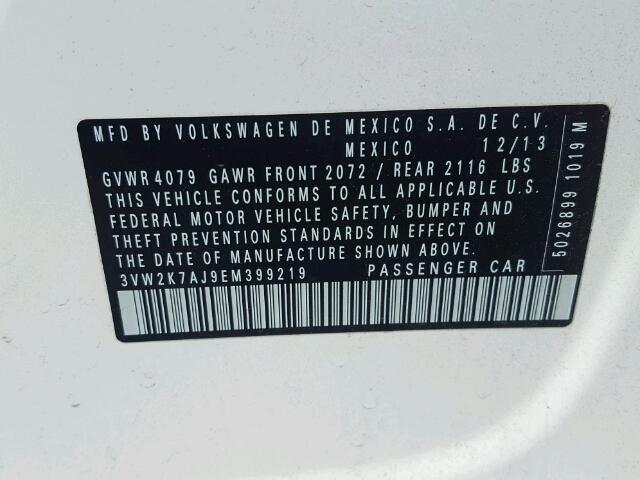 MFD BY VOLKSWAGEN DE MEXICO S.A. DE C.V.
MEXICO 12/13
GVWR 4079 GAWR FRONT 2072 / REAR 2116 LBS
THIS VEHICLE CONFORMS TO ALL APPLICABLE U.S.
FEDERAL MOTOR VEHICLE SAFETY, BUMPER AND
THEFT PREVENTION STANDARDS IN EFFECT ON
THE DATE OF MANUFACTURE SHOWN ABOVE.
3VW2K7AJ9EM399219 PASSENGER CAR
5026899 1019 M